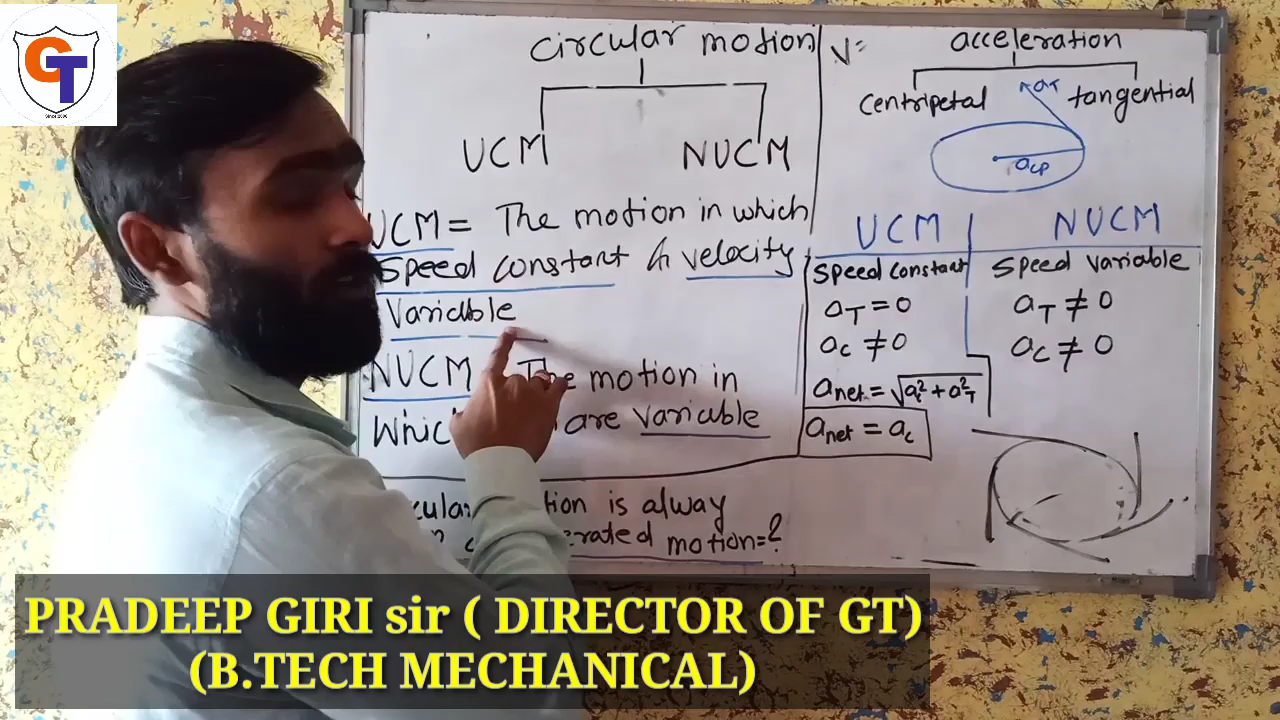 GT
circular motion
UCM
NUCM
UCM = The motion in which
speed constant & velocity
Variable
NUCM The motion in
Which are variable
is alway
motion=?
V=
acceleration
Centripetal
tangential
aT
acp
UCM
NUCM
Speed constant
Speed variable
aT = 0
aT ≠ 0
ac ≠ 0
ac ≠ 0
anet = √ac² + aT²
anet = ac
PRADEEP GIRI sir ( DIRECTOR OF GT)
(B.TECH MECHANICAL)